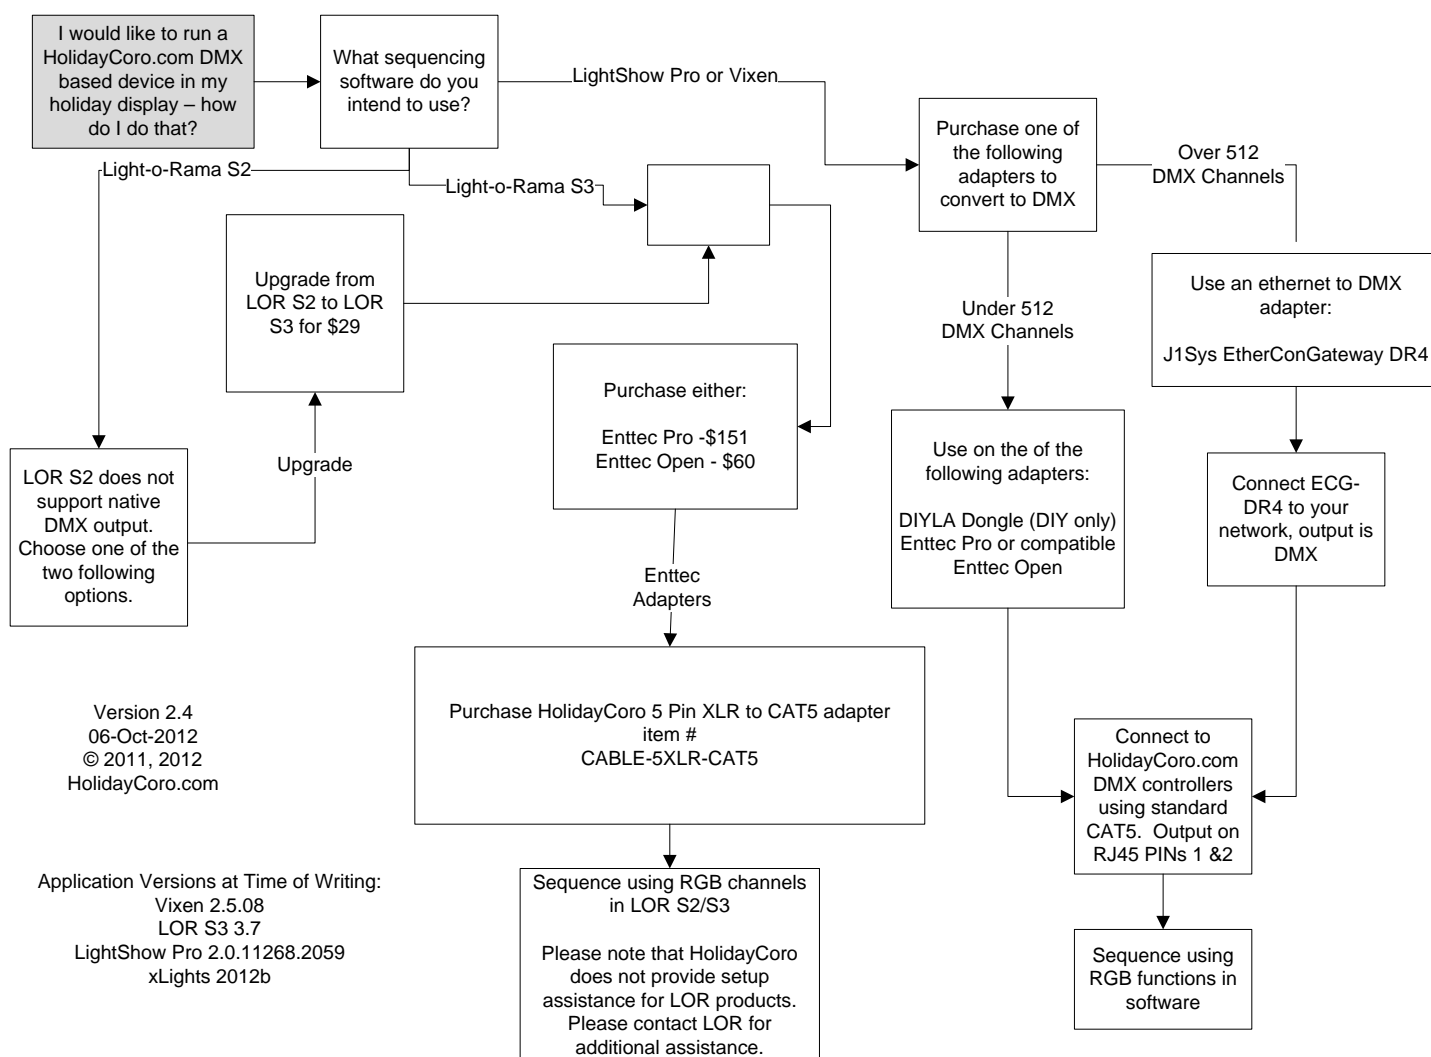 I would like to run a
HolidayCoro.com DMX
based device in my
holiday display – how
do I do that?
What sequencing
software do you
intend to use?
LightShow Pro or Vixen
Purchase one of
the following
adapters to
convert to DMX
Over 512
DMX Channels
Light-o-Rama S2
Light-o-Rama S3
Upgrade from
LOR S2 to LOR
S3 for $29
Under 512
DMX Channels
Use an ethernet to DMX
adapter:
J1Sys EtherConGateway DR4
Purchase either:
Enttec Pro -$151
Enttec Open - $60
Upgrade
LOR S2 does not
support native
DMX output.
Choose one of the
two following
options.
Use on the of the
following adapters:
DIYLA Dongle (DIY only)
Enttec Pro or compatible
Enttec Open
Connect ECG-
DR4 to your
network, output is
DMX
Enttec
Adapters
Purchase HolidayCoro 5 Pin XLR to CAT5 adapter
item #
CABLE-5XLR-CAT5
Version 2.4
06-Oct-2012
© 2011, 2012
HolidayCoro.com
Connect to
HolidayCoro.com
DMX controllers
using standard
CAT5.  Output on
RJ45 PINs 1 &2
Application Versions at Time of Writing:
Vixen 2.5.08
LOR S3 3.7
LightShow Pro 2.0.11268.2059
xLights 2012b
Sequence using RGB channels
in LOR S2/S3
Please note that HolidayCoro
does not provide setup
assistance for LOR products.
Please contact LOR for
additional assistance.
Sequence using
RGB functions in
software